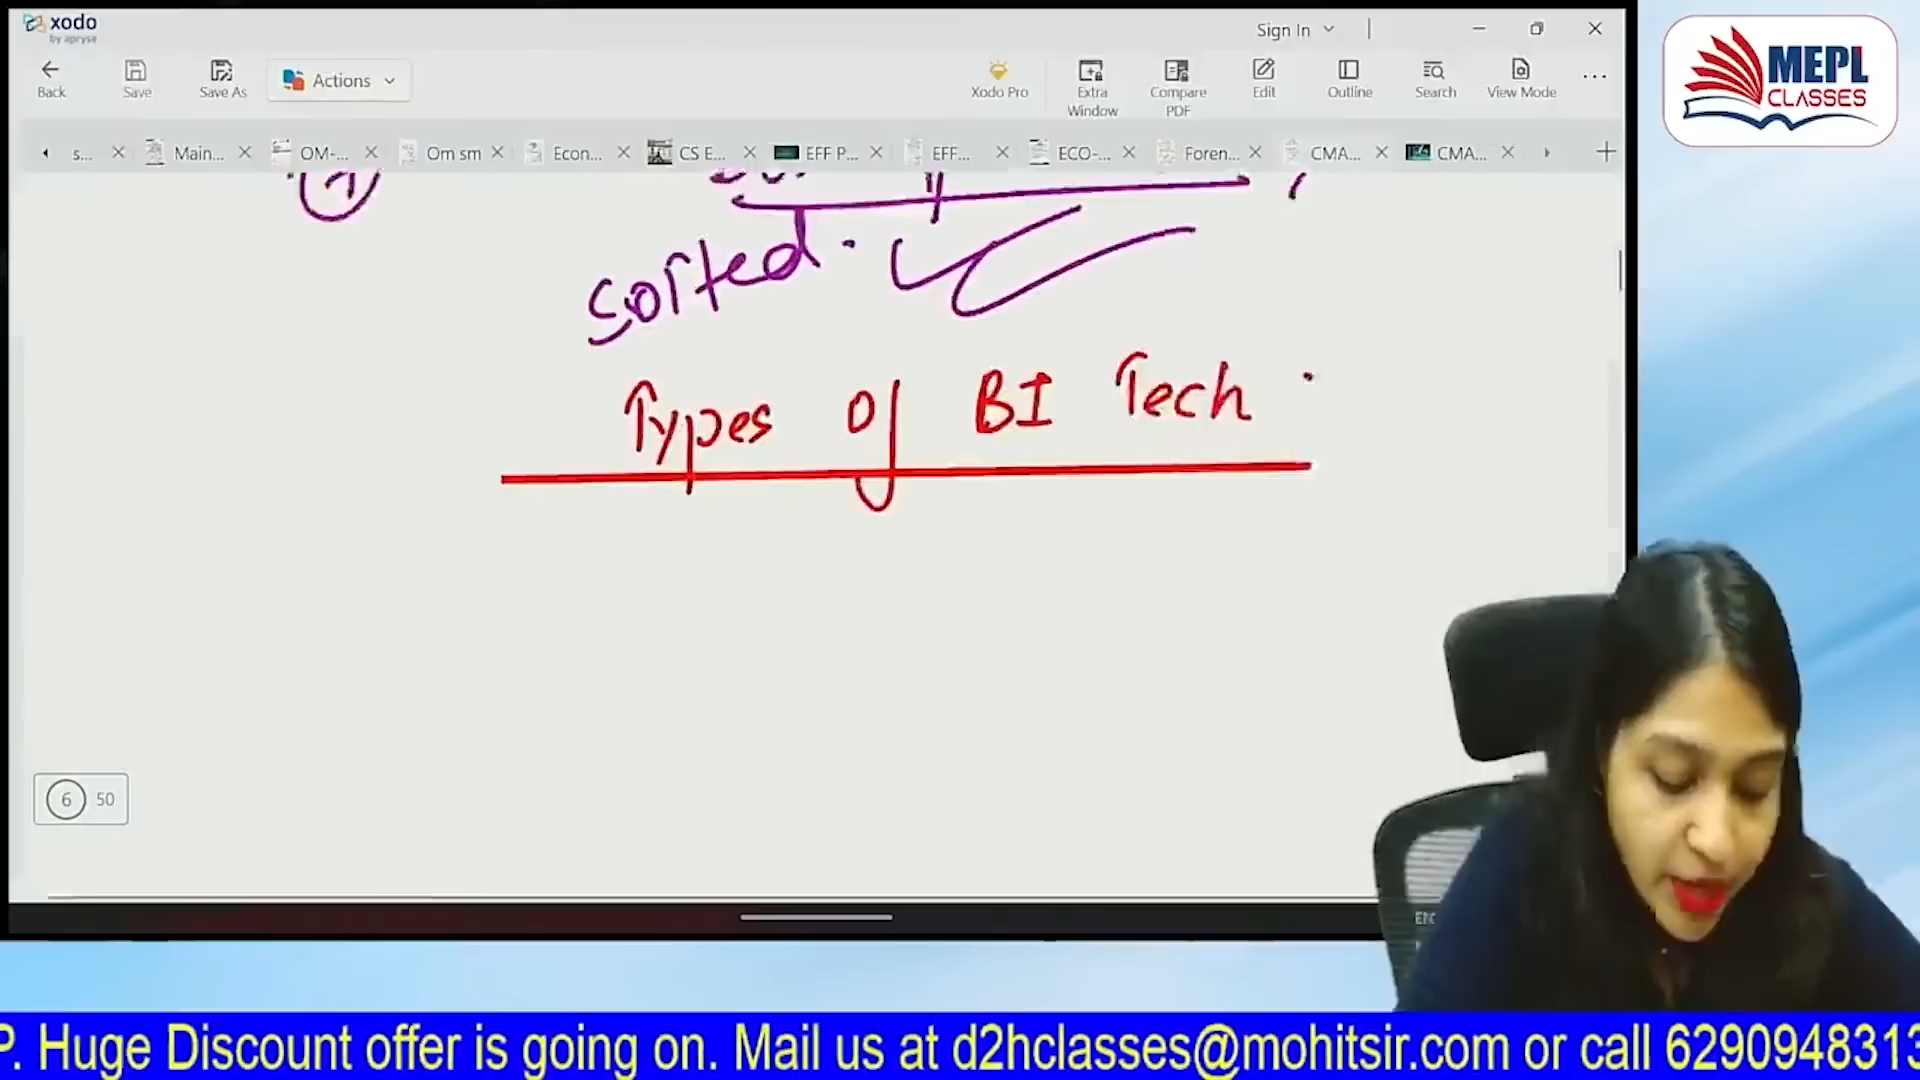 xodo
by apryse
Sign In
Back
Save
Save As
Actions
Xodo Pro
Extra Window
Compare PDF
Edit
Outline
Search
View Mode
s...
Main...
OM-...
Om sm
Econ...
CS E...
EFF P...
EFF...
ECO-...
Foren...
CMA...
CMA...
MEPL
CLASSES
sorted.
Types of BI Tech
6 50
P. Huge Discount offer is going on. Mail us at d2hclasses@mohitsir.com or call 629094831